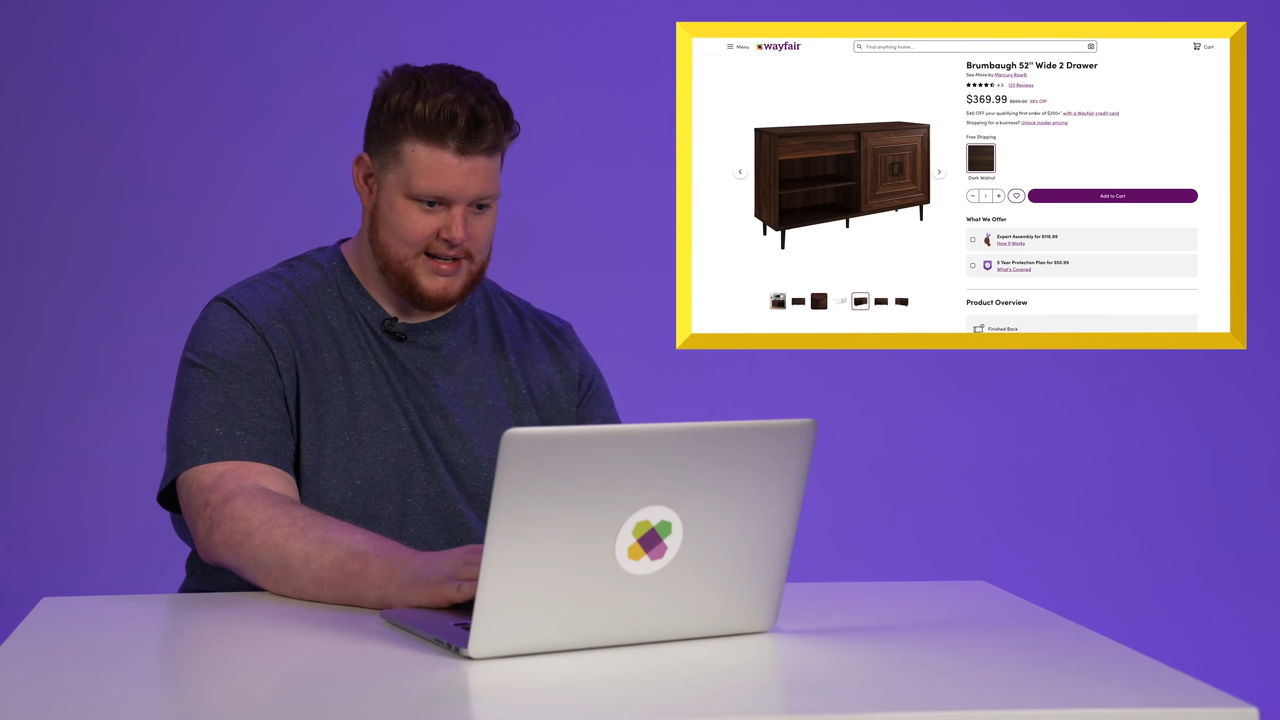 Menu
wayfair
Find anything home...
Cart
Brumbaugh 52'' Wide 2 Drawer
See More by Mercury Row®
4.5 123 Reviews
$369.99 $599.00 38% Off
$40 OFF your qualifying first order of $250+¹ with a Wayfair credit card
Shopping for a business? Unlock insider pricing
Free Shipping
Dark Walnut
1
Add to Cart
What We Offer
Expert Assembly for $116.99
How It Works
5 Year Protection Plan for $50.99
What's Covered
Product Overview
Finished Back